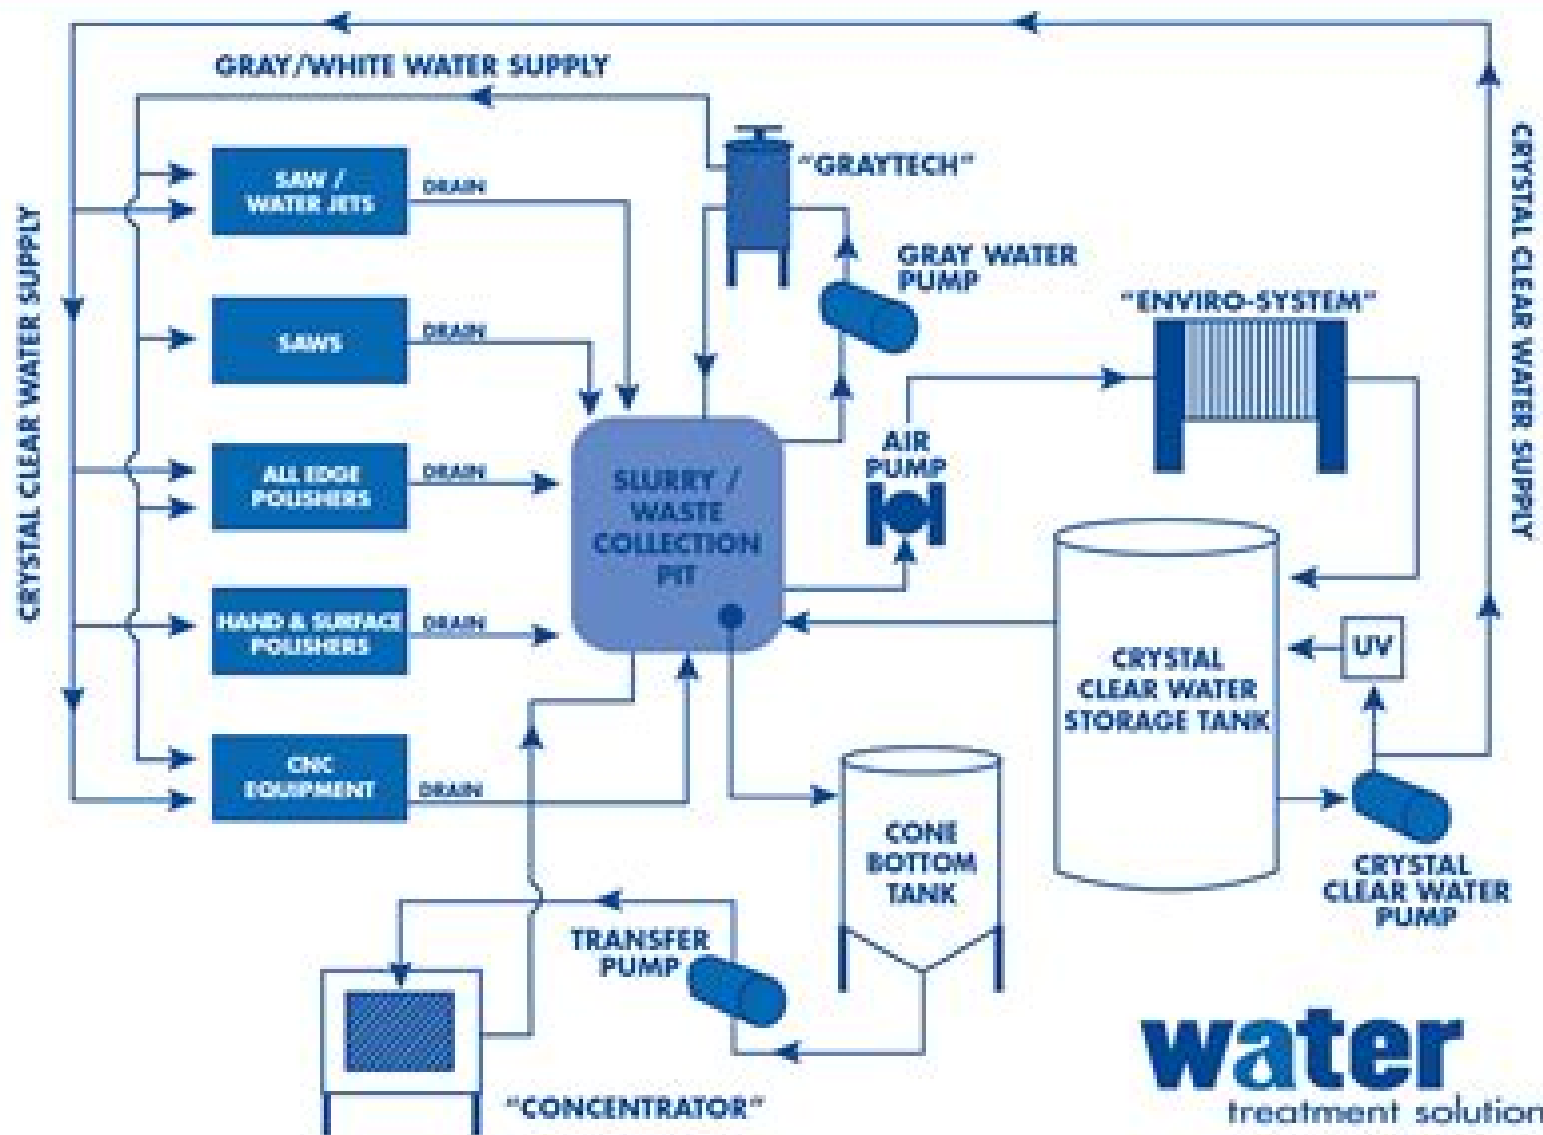 GRAY/WHITE WATER SUPPLY
CRYSTAL CLEAR WATER SUPPLY
CRYSTAL CLEAR WATER SUPPLY
SAW /
WATER JETS
DRAIN
"GRAYTECH"
GRAY WATER
PUMP
"ENVIRO-SYSTEM"
SAWS
DRAIN
AIR
PUMP
ALL EDGE
POLISHERS
DRAIN
SLURRY /
WASTE
COLLECTION
PIT
HAND & SURFACE
POLISHERS
DRAIN
UV
CRYSTAL
CLEAR WATER
STORAGE TANK
CNC
EQUIPMENT
DRAIN
CONE
BOTTOM
TANK
CRYSTAL
CLEAR WATER
PUMP
TRANSFER
PUMP
"CONCENTRATOR"
water
treatment solution